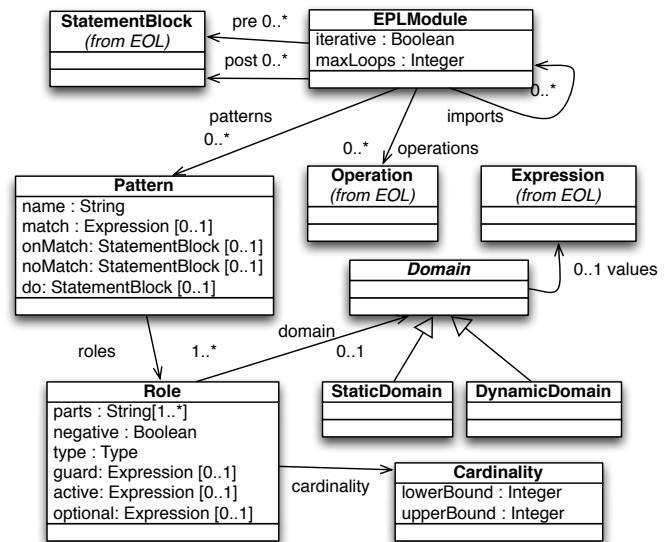 StatementBlock
(from EOL)
pre 0..*
post 0..*
EPLModule
iterative : Boolean
maxLoops : Integer
0..*
imports
patterns
0..*
0..*
operations
Pattern
name : String
match : Expression [0..1]
onMatch: StatementBlock [0..1]
noMatch: StatementBlock [0..1]
do: StatementBlock [0..1]
Operation
(from EOL)
Expression
(from EOL)
Domain
0..1 values
roles
1..*
domain
0..1
StaticDomain
DynamicDomain
Role
parts : String[1..*]
negative : Boolean
type : Type
guard: Expression [0..1]
active: Expression [0..1]
optional: Expression [0..1]
cardinality
Cardinality
lowerBound : Integer
upperBound : Integer